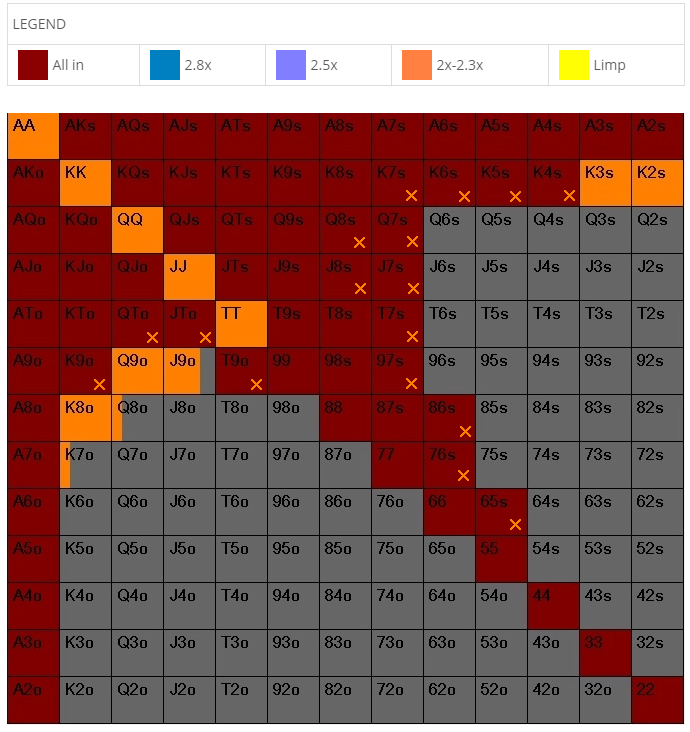 LEGEND
All in 2.8x 2.5x 2x-2.3x Limp
AA AKs AQs AJs ATs A9s A8s A7s A6s A5s A4s A3s A2s
AKo KK KQs KJs KTs K9s K8s K7s K6s K5s K4s K3s K2s
AQo KQo QQ QJs QTs Q9s Q8s Q7s Q6s Q5s Q4s Q3s Q2s
AJo KJo QJo JJ JTs J9s J8s J7s J6s J5s J4s J3s J2s
ATo KTo QTo JTo TT T9s T8s T7s T6s T5s T4s T3s T2s
A9o K9o Q9o J9o T9o 99 98s 97s 96s 95s 94s 93s 92s
A8o K8o Q8o J8o T8o 98o 88 87s 86s 85s 84s 83s 82s
A7o K7o Q7o J7o T7o 97o 87o 77 76s 75s 74s 73s 72s
A6o K6o Q6o J6o T6o 96o 86o 76o 66 65s 64s 63s 62s
A5o K5o Q5o J5o T5o 95o 85o 75o 65o 55 54s 53s 52s
A4o K4o Q4o J4o T4o 94o 84o 74o 64o 54o 44 43s 42s
A3o K3o Q3o J3o T3o 93o 83o 73o 63o 53o 43o 33 32s
A2o K2o Q2o J2o T2o 92o 82o 72o 62o 52o 42o 32o 22